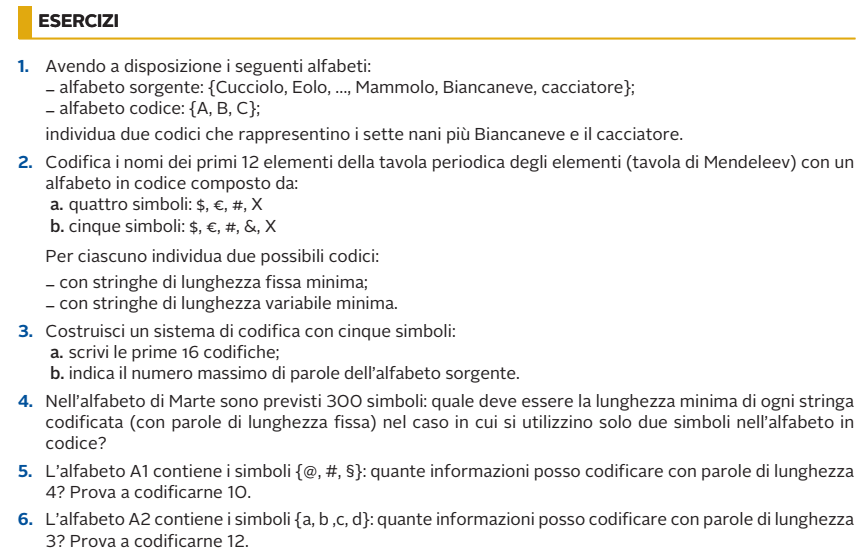 ESERCIZI
1. Avendo a disposizione i seguenti alfabeti:
– alfabeto sorgente: {Cucciolo, Eolo, ..., Mammolo, Biancaneve, cacciatore};
– alfabeto codice: {A, B, C};
individua due codici che rappresentino i sette nani più Biancaneve e il cacciatore.
2. Codifica i nomi dei primi 12 elementi della tavola periodica degli elementi (tavola di Mendeleev) con un
alfabeto in codice composto da:
a. quattro simboli: $, €, #, X
b. cinque simboli: $, €, #, &, X
Per ciascuno individua due possibili codici:
– con stringhe di lunghezza fissa minima;
– con stringhe di lunghezza variabile minima.
3. Costruisci un sistema di codifica con cinque simboli:
a. scrivi le prime 16 codifiche;
b. indica il numero massimo di parole dell'alfabeto sorgente.
4. Nell'alfabeto di Marte sono previsti 300 simboli: quale deve essere la lunghezza minima di ogni stringa
codificata (con parole di lunghezza fissa) nel caso in cui si utilizzino solo due simboli nell'alfabeto in
codice?
5. L'alfabeto A1 contiene i simboli {@, #, §}: quante informazioni posso codificare con parole di lunghezza
4? Prova a codificarne 10.
6. L'alfabeto A2 contiene i simboli {a, b ,c, d}: quante informazioni posso codificare con parole di lunghezza
3? Prova a codificarne 12.